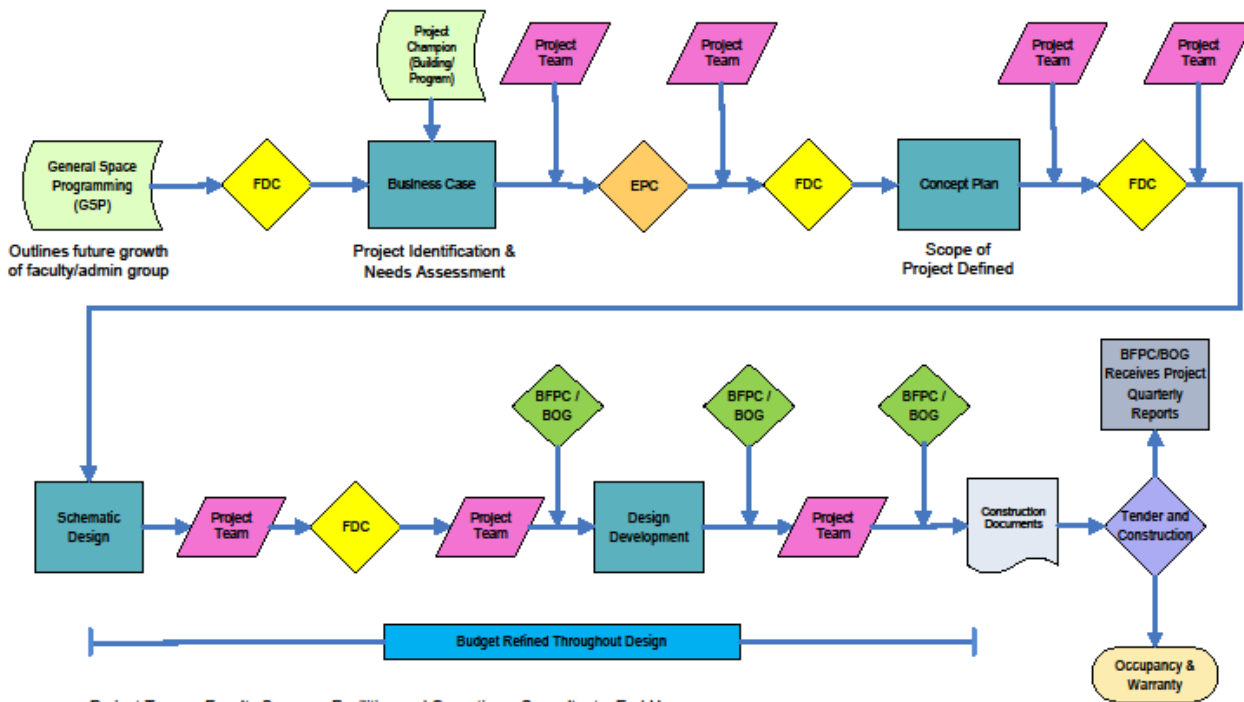 Project
Champion
(Building/
Program)
Project
Team
Project
Team
Project
Team
Project
Team
General Space
Programming
(GSP)
FDC
Business Case
EPC
FDC
Concept Plan
FDC
Outlines future growth
of faculty/admin group
Project Identification &
Needs Assessment
Scope of
Project Defined
BFPC /
BOG
BFPC /
BOG
BFPC /
BOG
BFPC/BOG
Receives Project
Quarterly
Reports
Schematic
Design
Project
Team
FDC
Project
Team
Design
Development
Project
Team
Construction
Documents
Tender and
Construction
Budget Refined Throughout Design
Occupancy &
Warranty